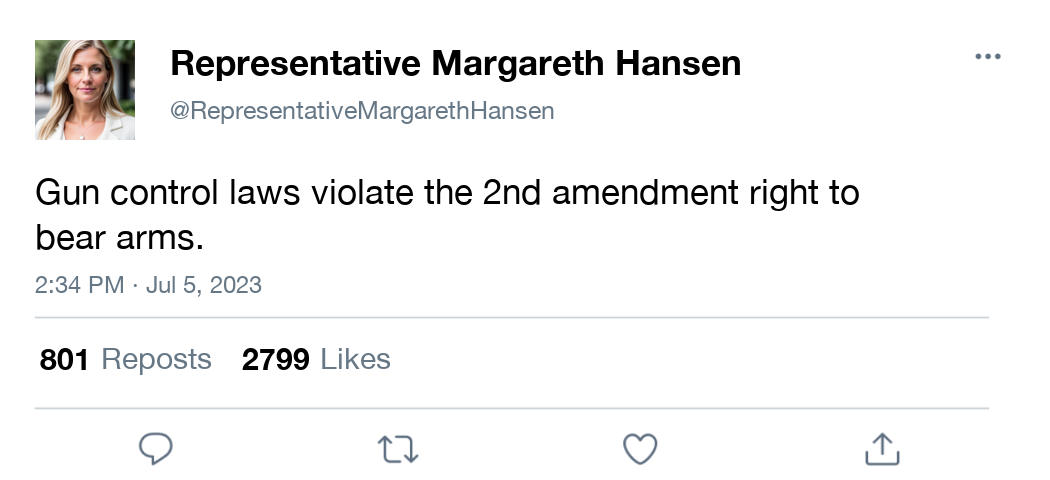 Representative Margareth Hansen
@RepresentativeMargarethHansen
Gun control laws violate the 2nd amendment right to
bear arms.
2:34 PM · Jul 5, 2023
801 Reposts 2799 Likes